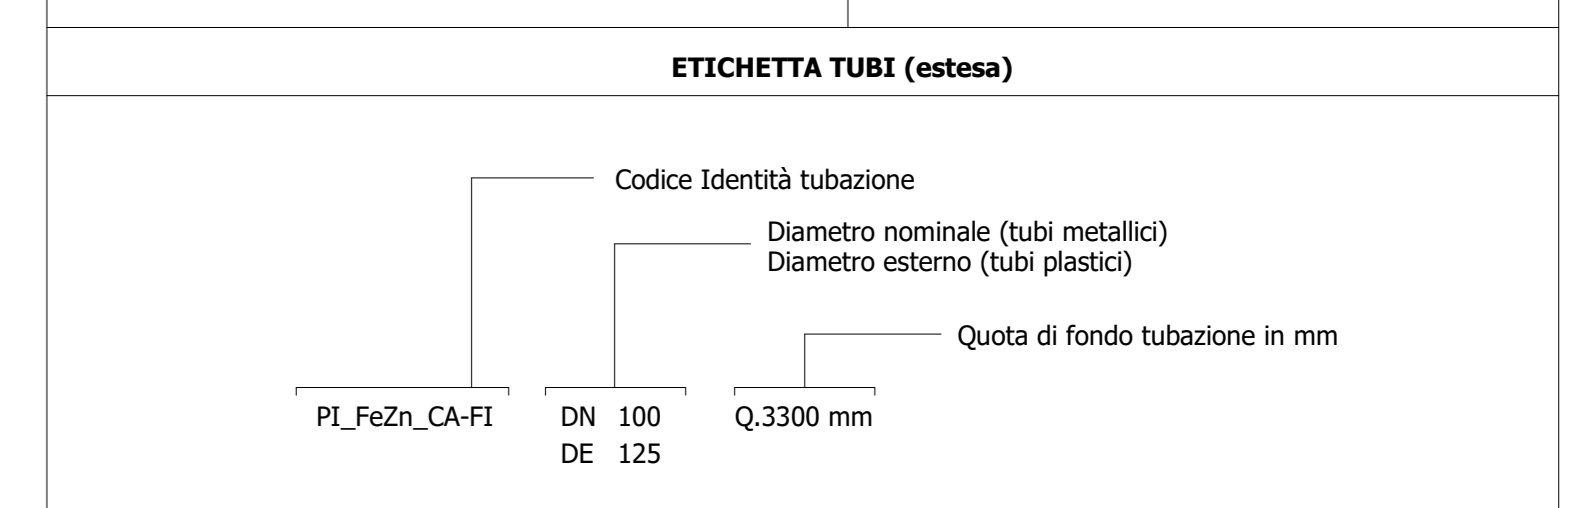 ETICHETTA TUBI (estesa)
Codice Identità tubazione
Diametro nominale (tubi metallici)
Diametro esterno (tubi plastici)
Quota di fondo tubazione in mm
PI_FeZn_CA-FI DN 100 Q.3300 mm
DE 125